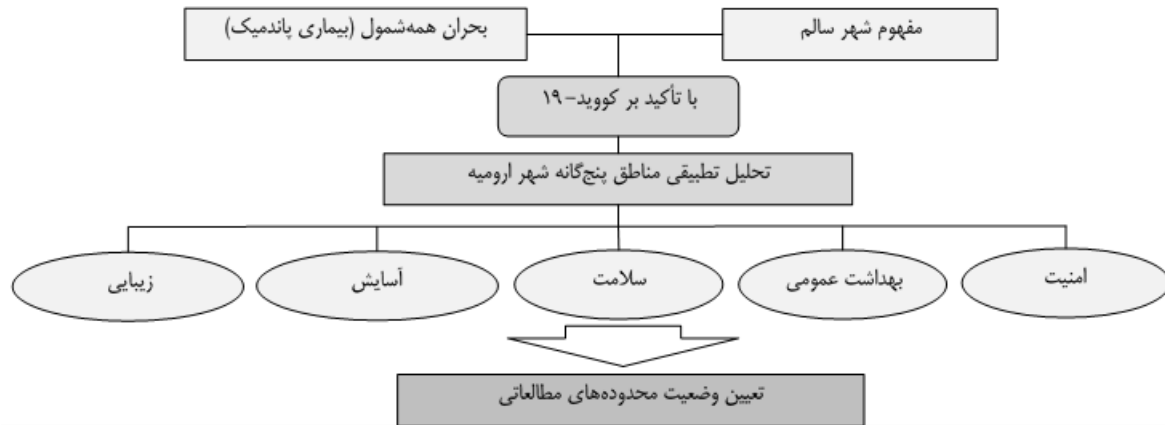 مفهوم شهر سالم
بحران همه‌شمول (بیماری پاندمیک)
با تأکید بر کووید-۱۹
تحلیل تطبیقی مناطق پنج‌گانه شهر ارومیه
امنیت
بهداشت عمومی
سلامت
آسایش
زیبایی
تعیین وضعیت محدوده‌های مطالعاتی